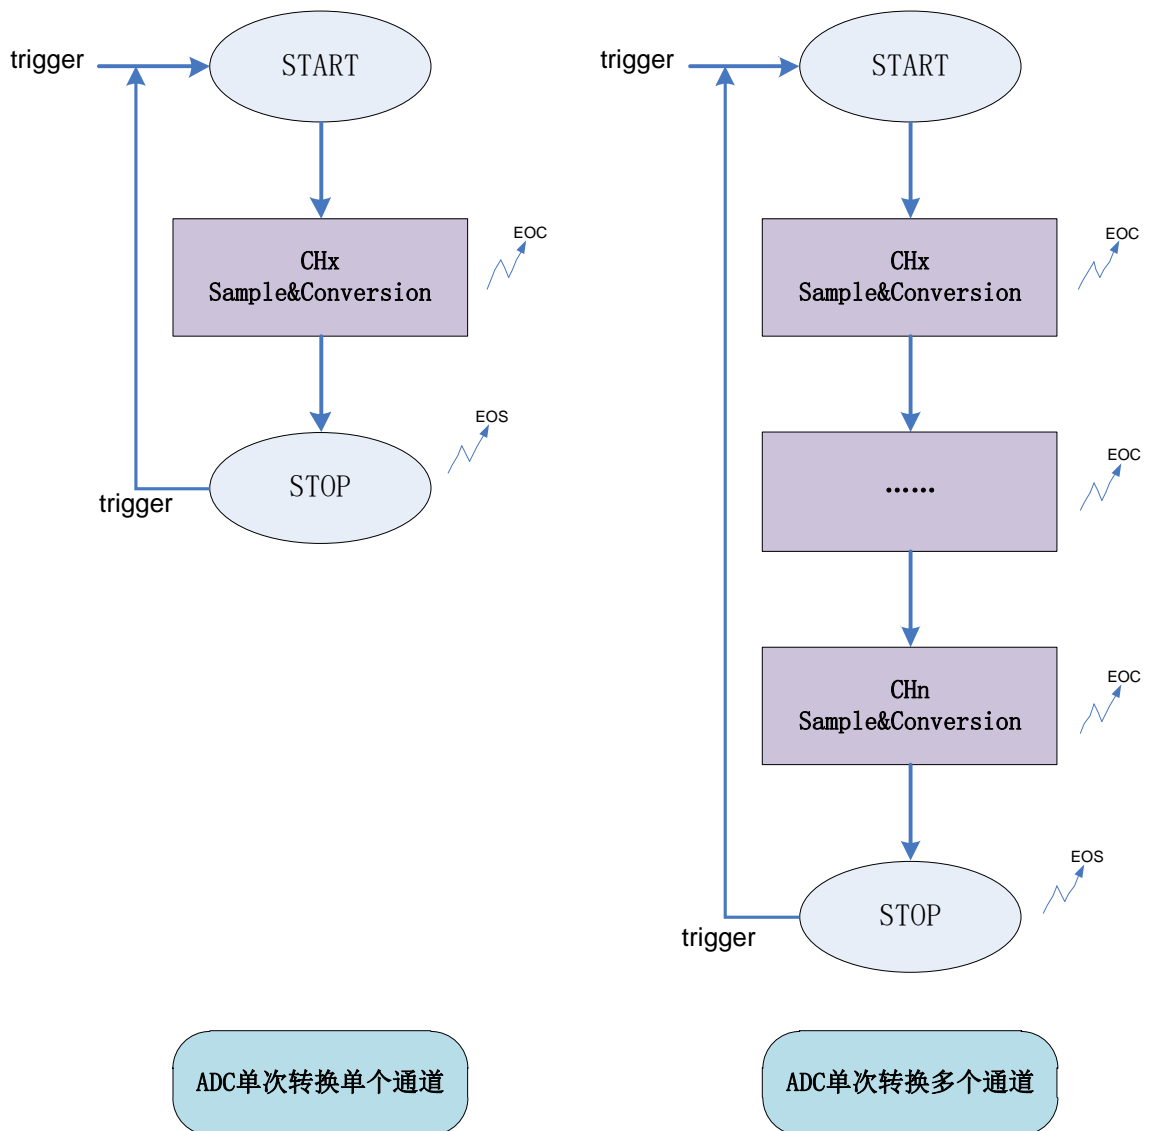 trigger
START
CHx
Sample&Conversion
EOC
STOP
EOS
trigger
ADC单次转换单个通道
trigger
START
CHx
Sample&Conversion
EOC
......
EOC
CHn
Sample&Conversion
EOC
STOP
EOS
trigger
ADC单次转换多个通道